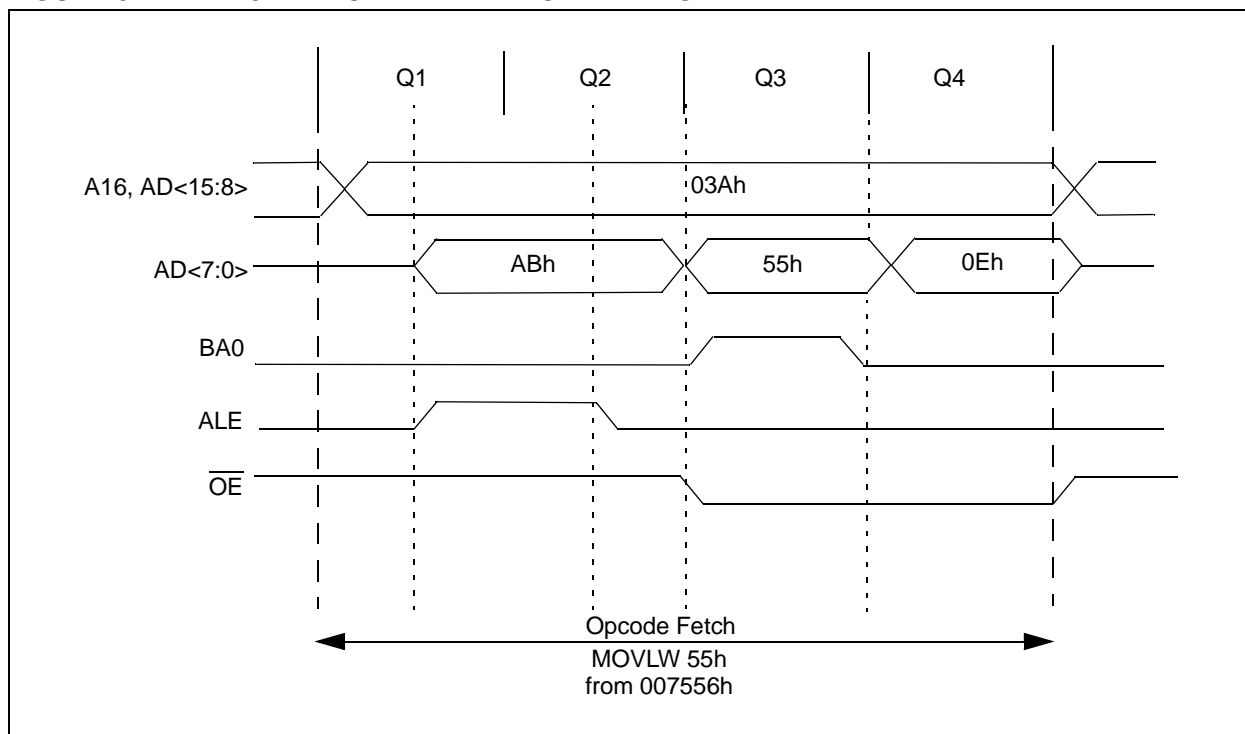 Q1 Q2 Q3 Q4
A16, AD<15:8> 03Ah
AD<7:0> ABh 55h 0Eh
BA0
ALE
OE
Opcode Fetch
MOVLW 55h
from 007556h